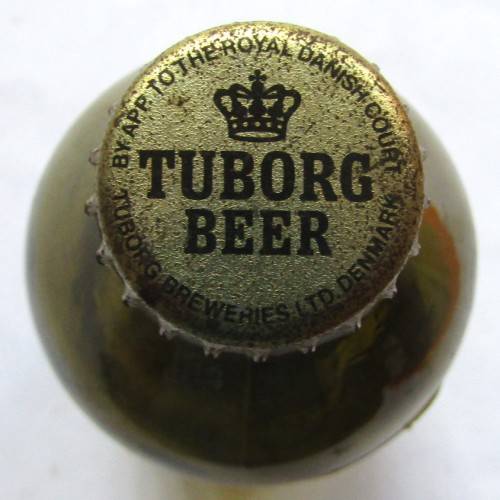 BY APP TO THE ROYAL DANISH COURT
TUBORG
BEER
TUBORG BREWERIES LTD. DENMARK